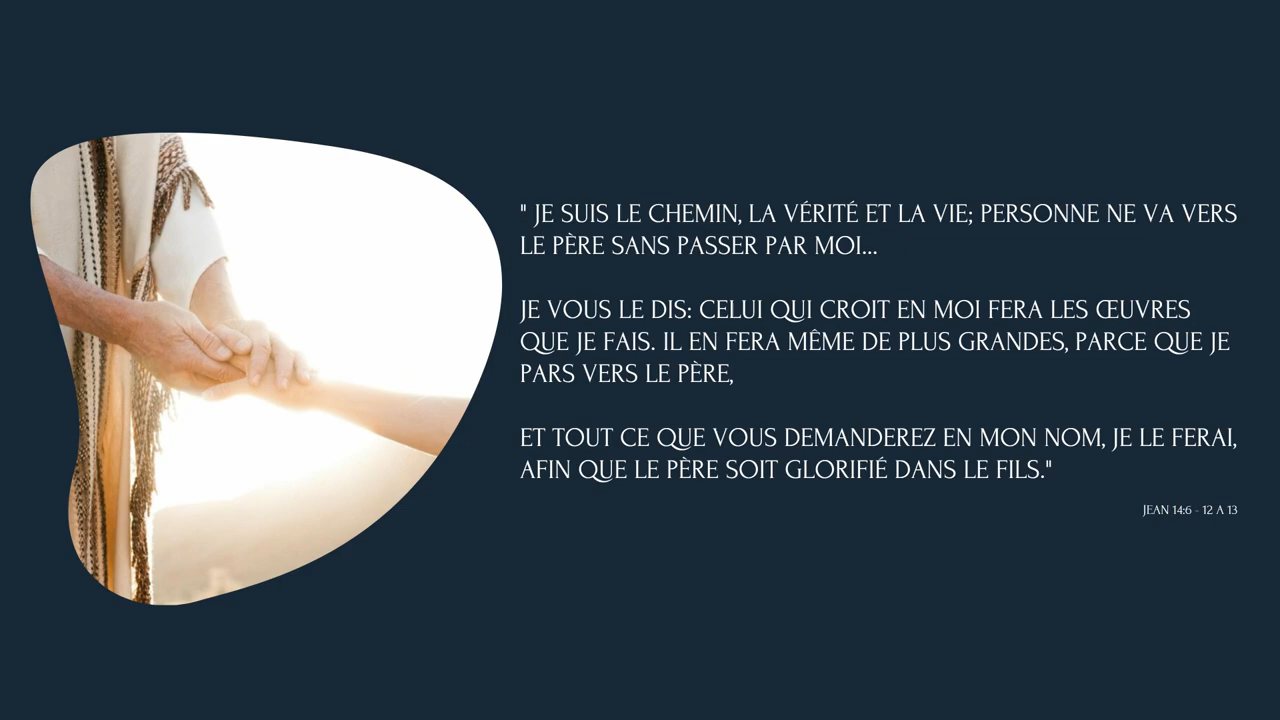 " JE SUIS LE CHEMIN, LA VÉRITÉ ET LA VIE; PERSONNE NE VA VERS
LE PÈRE SANS PASSER PAR MOI...
JE VOUS LE DIS: CELUI QUI CROIT EN MOI FERA LES ŒUVRES
QUE JE FAIS. IL EN FERA MÊME DE PLUS GRANDES, PARCE QUE JE
PARS VERS LE PÈRE,
ET TOUT CE QUE VOUS DEMANDEREZ EN MON NOM, JE LE FERAI,
AFIN QUE LE PÈRE SOIT GLORIFIÉ DANS LE FILS."
JEAN 14:6 - 12 A 13